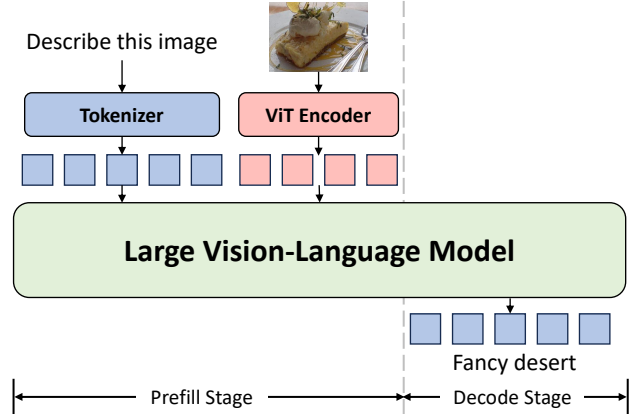 Describe this image
Tokenizer
ViT Encoder
Large Vision-Language Model
Fancy desert
Prefill Stage
Decode Stage